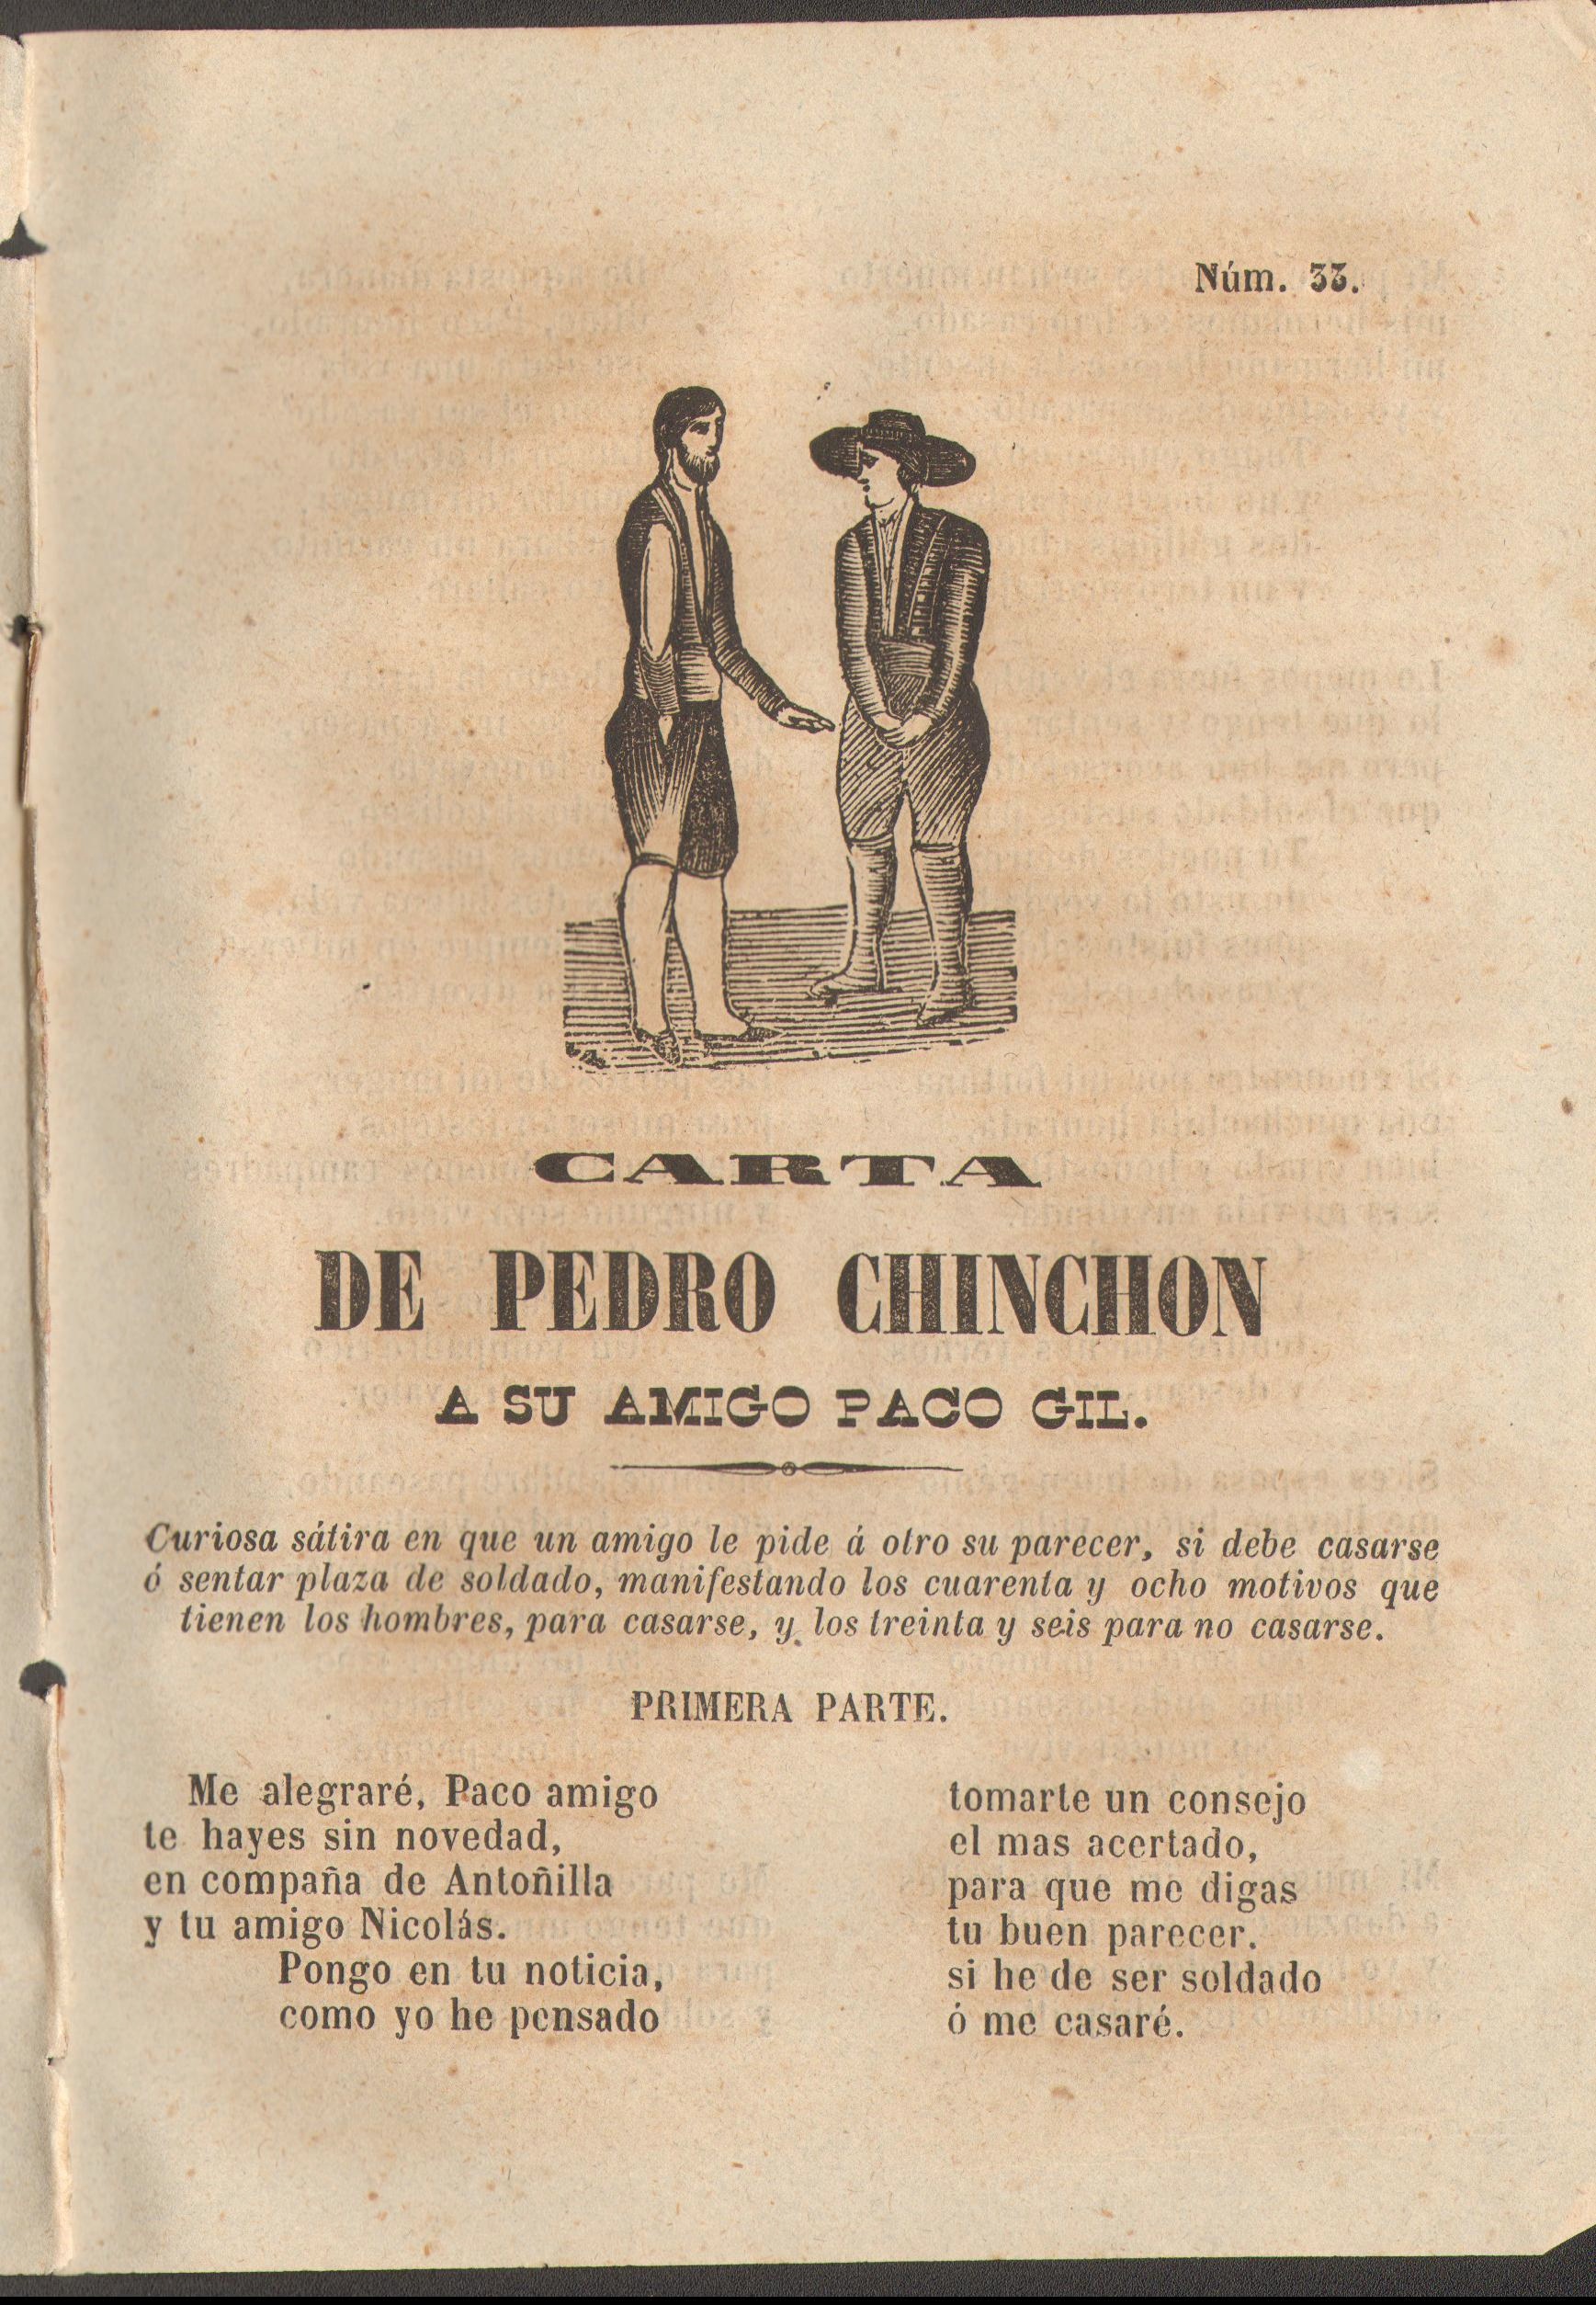 Núm. 33.
CARTA
DE PEDRO CHINCHON
A SU AMIGO PACO GIL.
Curiosa sátira en que un amigo le pide á otro su parecer, si debe casarse
ó sentar plaza de soldado, manifestando los cuarenta y ocho motivos que
tienen los hombres, para casarse, y los treinta y seis para no casarse.
PRIMERA PARTE.
Me alegraré, Paco amigo
te hayes sin novedad,
en compaña de Antoñilla
y tu amigo Nicolás.
Pongo en tu noticia,
como yo he pensado
tomarte un consejo
el mas acertado,
para que me digas
tu buen parecer.
si he de ser soldado
ó me casaré.